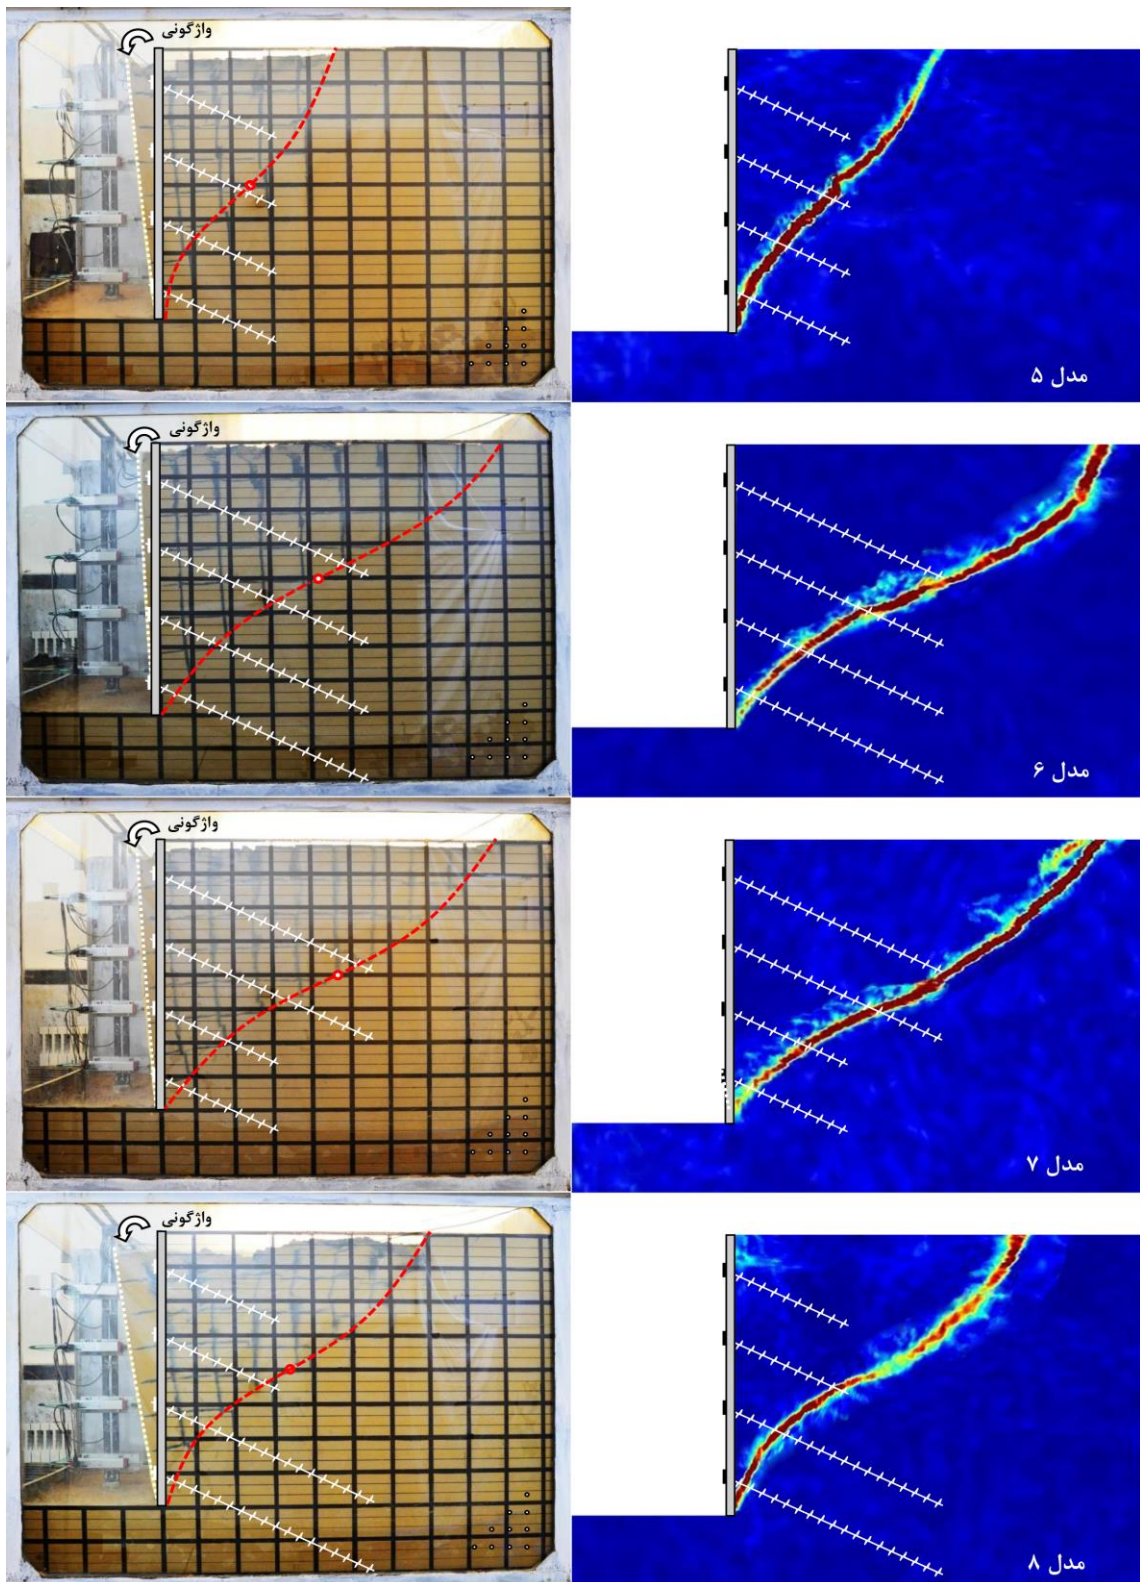 واژگونی
مدل ۵
واژگونی
مدل ۶
واژگونی
مدل ۷
واژگونی
مدل ۸